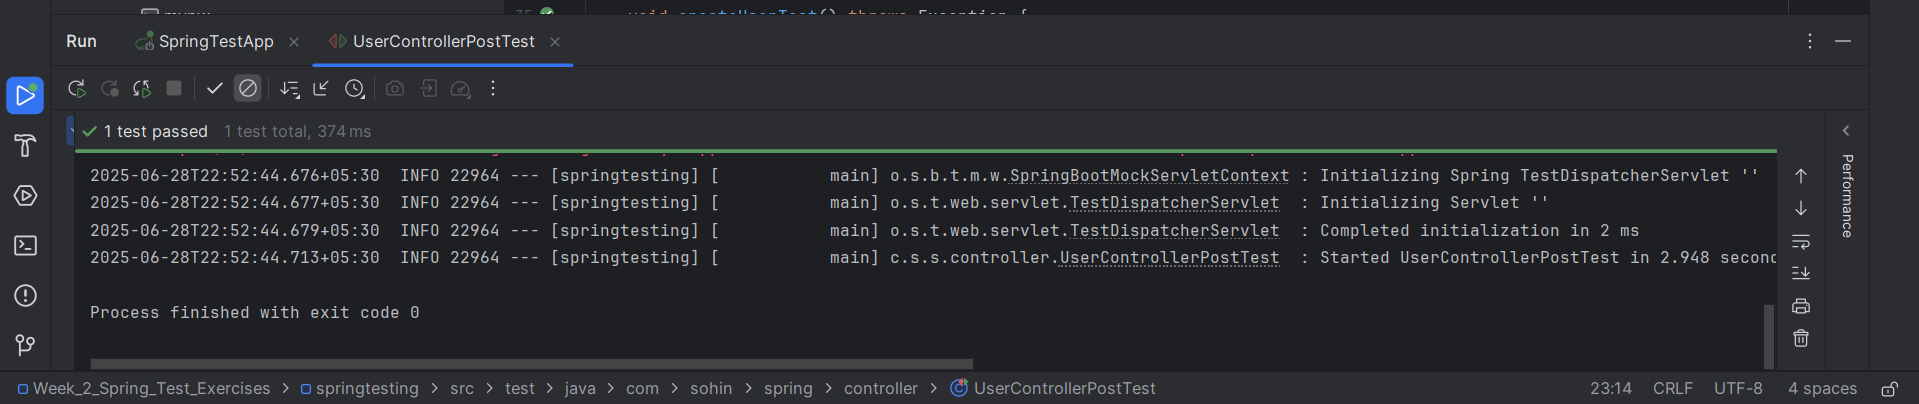 35 void createUserTest() throws Exception {
Run SpringTestApp UserControllerPostTest
1 test passed 1 test total, 374 ms
2025-06-28T22:52:44.676+05:30  INFO 22964 --- [springtesting] [           main] o.s.b.t.m.w.SpringBootMockServletContext : Initializing Spring TestDispatcherServlet ''
2025-06-28T22:52:44.677+05:30  INFO 22964 --- [springtesting] [           main] o.s.t.web.servlet.TestDispatcherServlet  : Initializing Servlet ''
2025-06-28T22:52:44.679+05:30  INFO 22964 --- [springtesting] [           main] o.s.t.web.servlet.TestDispatcherServlet  : Completed initialization in 2 ms
2025-06-28T22:52:44.713+05:30  INFO 22964 --- [springtesting] [           main] c.s.s.controller.UserControllerPostTest  : Started UserControllerPostTest in 2.948 second
Process finished with exit code 0
Performance
Week_2_Spring_Test_Exercises > springtesting > src > test > java > com > sohin > spring > controller > UserControllerPostTest 23:14 CRLF UTF-8 4 spaces